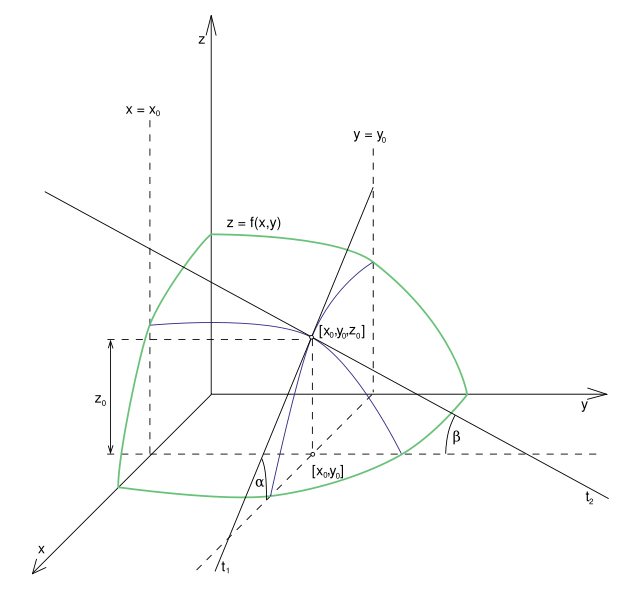 z
x = x₀
y = y₀
z = f(x,y)
[x₀,y₀,z₀]
z₀
y
β
[x₀,y₀]
α
t₂
x
t₁